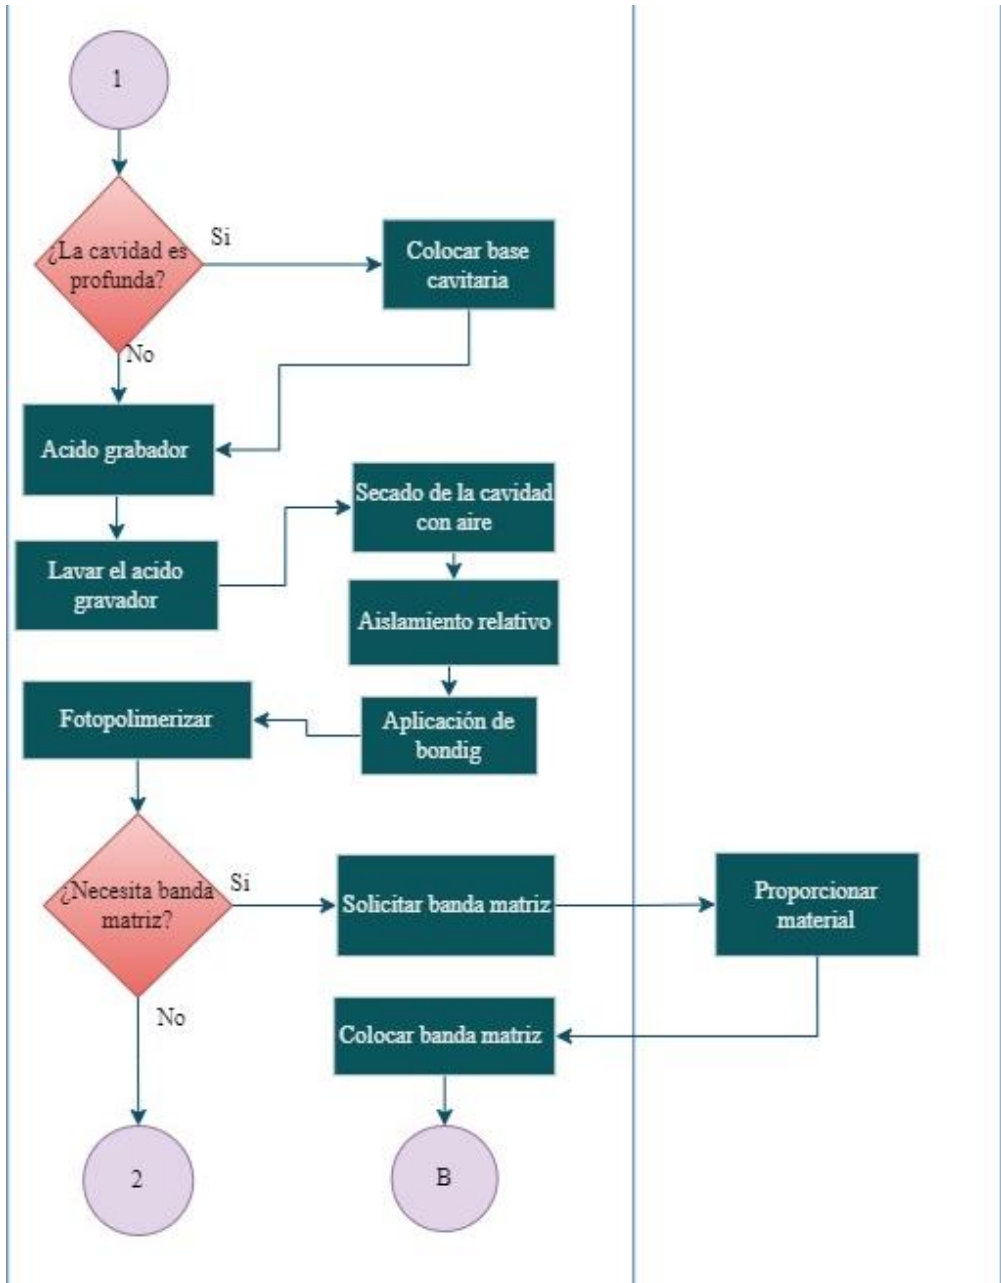 1
¿La cavidad es
profunda?
Si
Colocar base
cavitaria
No
Acido grabador
Lavar el acido
gravador
Secado de la cavidad
con aire
Aislamiento relativo
Aplicación de
bondig
Fotopolimerizar
¿Necesita banda
matriz?
Si
Solicitar banda matriz
Proporcionar
material
No
Colocar banda matriz
2
B